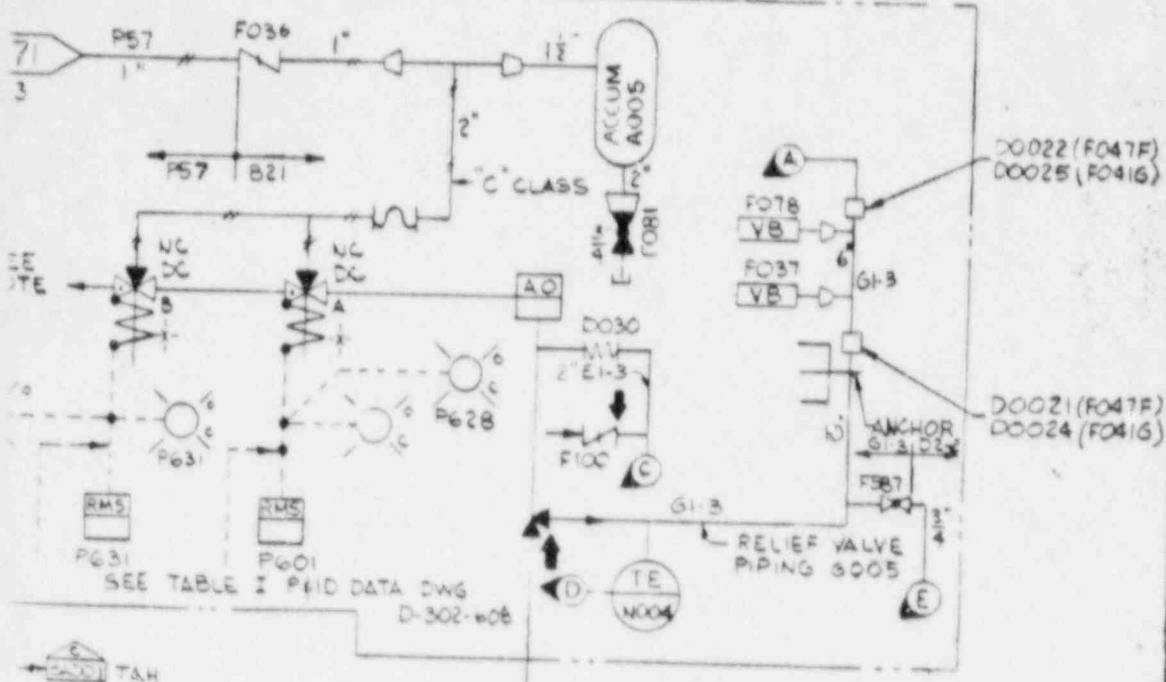 71
3
P57
1"
F036
1"
1½"
ACCUM
A005
2"
2"
"C" CLASS
P57
B21
F081
NC
DC
NC
DC
B
A
AO
D030
2" E1-3
F100
C
P628
P631
RMS
P631
RMS
P601
O
C
O
C
O
C
SEE TABLE I P&ID DATA DWG
D-302-608
TAH
C
A
D0022 (F047F)
D0025 (F041G)
F078
VB
6"
F037
VB
G1-3
D0021 (F047F)
D0024 (F041G)
ANCHOR
G1-3
F587
¾"
E
G1-3
RELIEF VALVE
PIPING G005
D
TE
N004